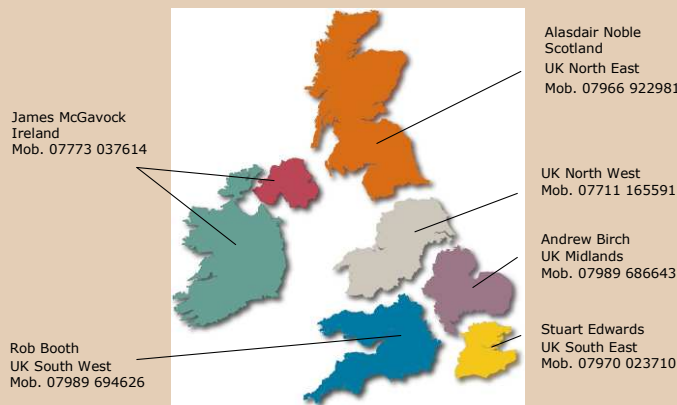 Alasdair Noble
Scotland
UK North East
Mob. 07966 922981
James McGavock
Ireland
Mob. 07773 037614
UK North West
Mob. 07711 165591
Andrew Birch
UK Midlands
Mob. 07989 686643
Stuart Edwards
UK South East
Mob. 07970 023710
Rob Booth
UK South West
Mob. 07989 694626